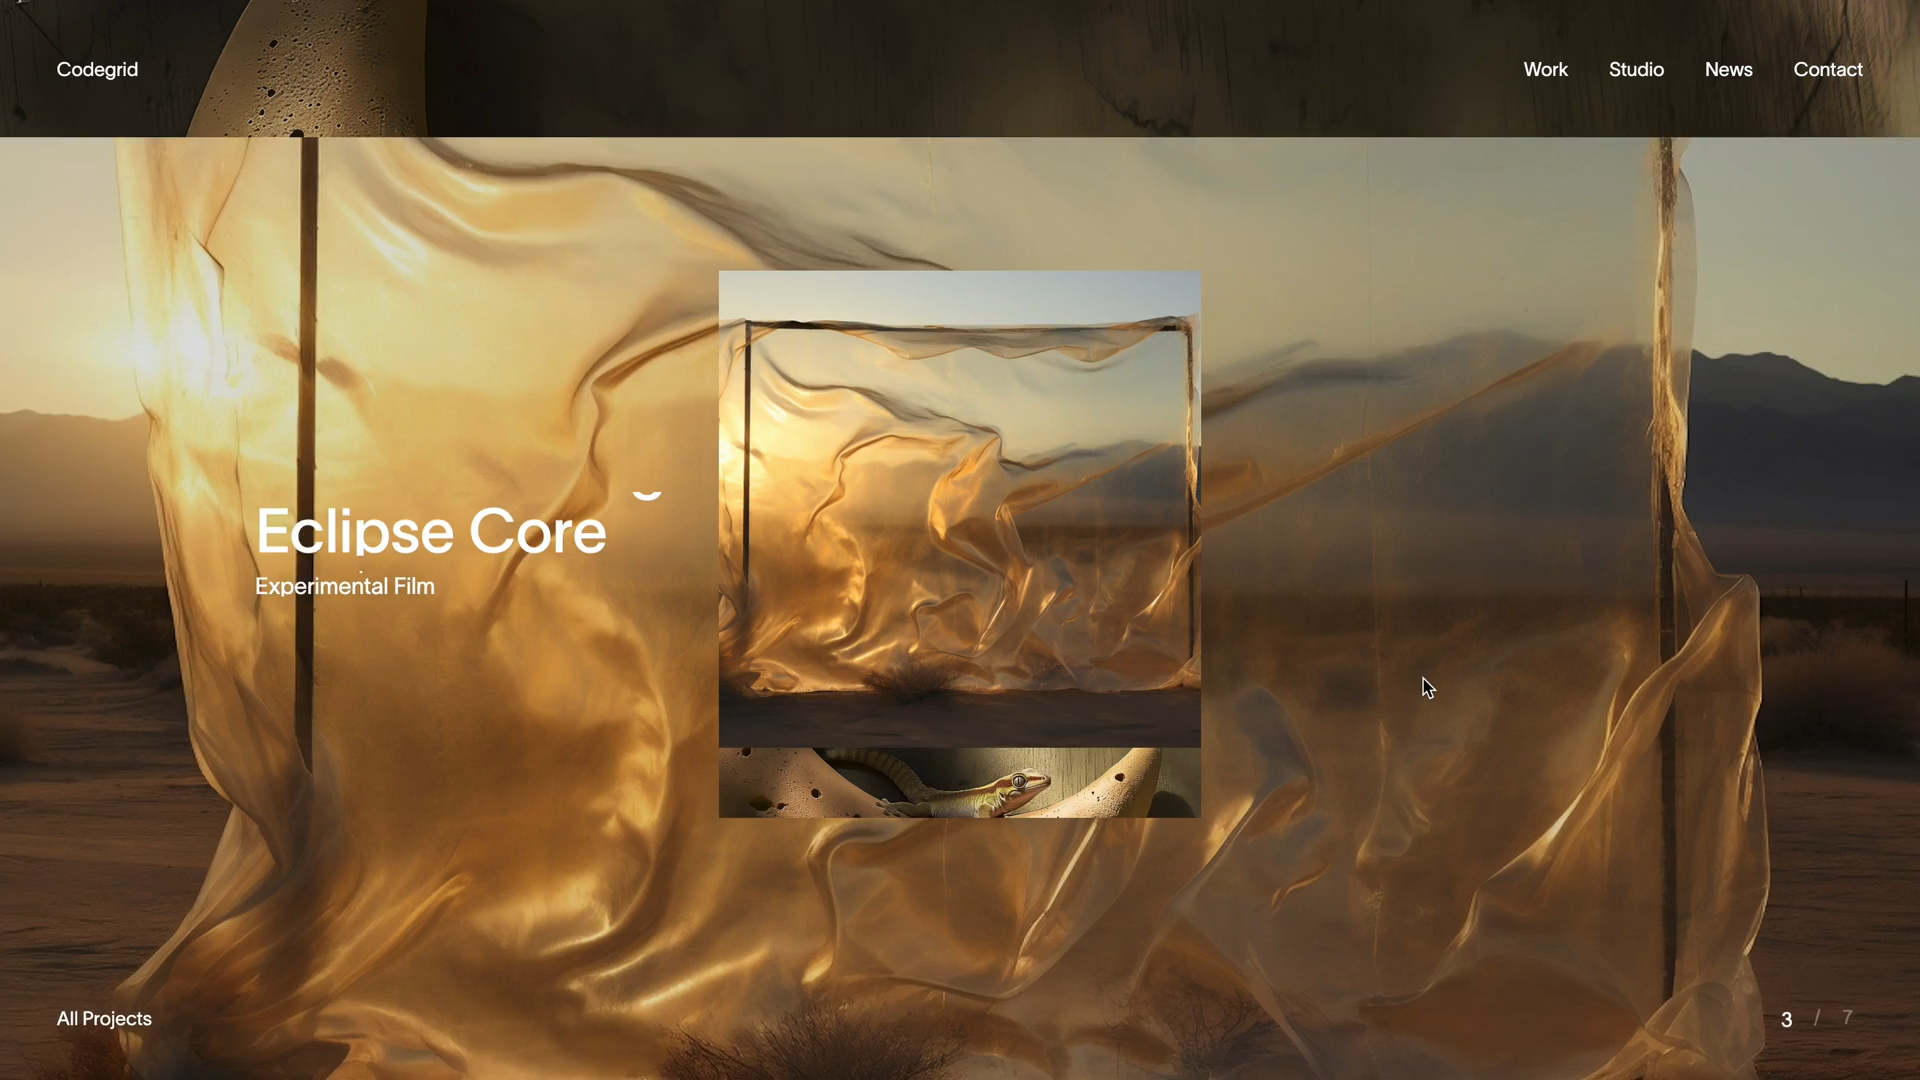 Codegrid
Work
Studio
News
Contact
Eclipse Core
Experimental Film
All Projects
3 / 7